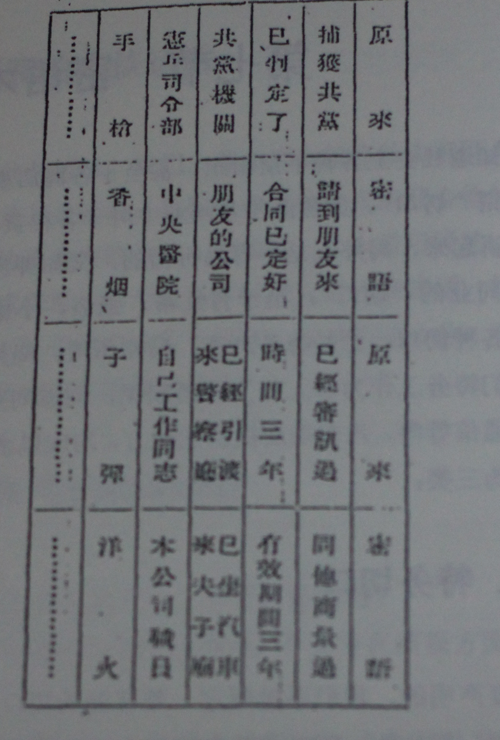 原來 密語 原來 密語
捕獲共黨 請到朋友來 已經審訊過 同他商量過
已判定了 合同已定好 時間三年 有效期間三年
共黨機關 朋友的公司 已經引渡來警察廳 已坐汽車來夫子廟
憲兵司令部 中央醫院 自己工作同志 本公司職員
手枪 香烟 子彈 洋火
……… ……… ……… ………